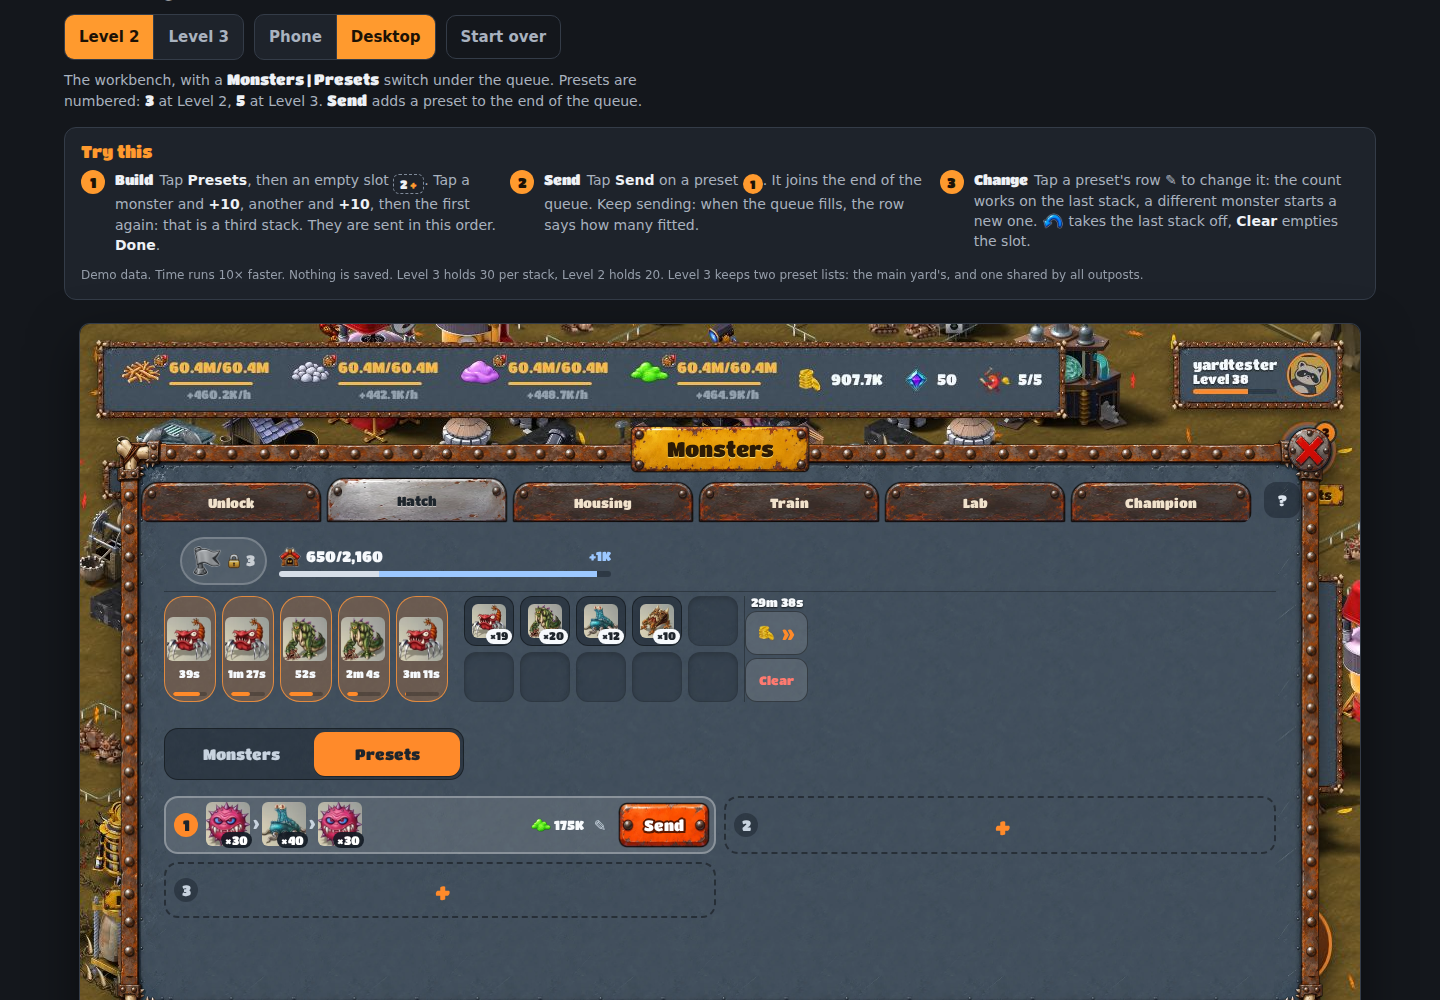 Level 2 Level 3 Phone Desktop Start over
The workbench, with a Monsters|Presets switch under the queue. Presets are
numbered: 3 at Level 2, 5 at Level 3. Send adds a preset to the end of the queue.
Try this
1 Build Tap Presets, then an empty slot 2 +. Tap a
monster and +10, another and +10, then the first
again: that is a third stack. They are sent in this order.
Done.
2 Send Tap Send on a preset 1. It joins the end of the
queue. Keep sending: when the queue fills, the row
says how many fitted.
3 Change Tap a preset's row ✎ to change it: the count
works on the last stack, a different monster starts a
new one. takes the last stack off, Clear empties
the slot.
Demo data. Time runs 10× faster. Nothing is saved. Level 3 holds 30 per stack, Level 2 holds 20. Level 3 keeps two preset lists: the main yard's, and one shared by all outposts.
60.4M/60.4M 60.4M/60.4M 60.4M/60.4M 60.4M/60.4M 907.7K 50 5/5
+460.2K/h +442.1K/h +448.7K/h +464.9K/h
yardtester
Level 38
Monsters
Unlock Hatch Housing Train Lab Champion ?
ts
3 650/2,160 +1K
39s 1m 27s 52s 2m 4s 3m 11s
×19 ×20 ×12 ×10
29m 38s
»
Clear
Monsters Presets
1 ×30 › ×40 › ×30 175K ✎ Send
2 +
3 +